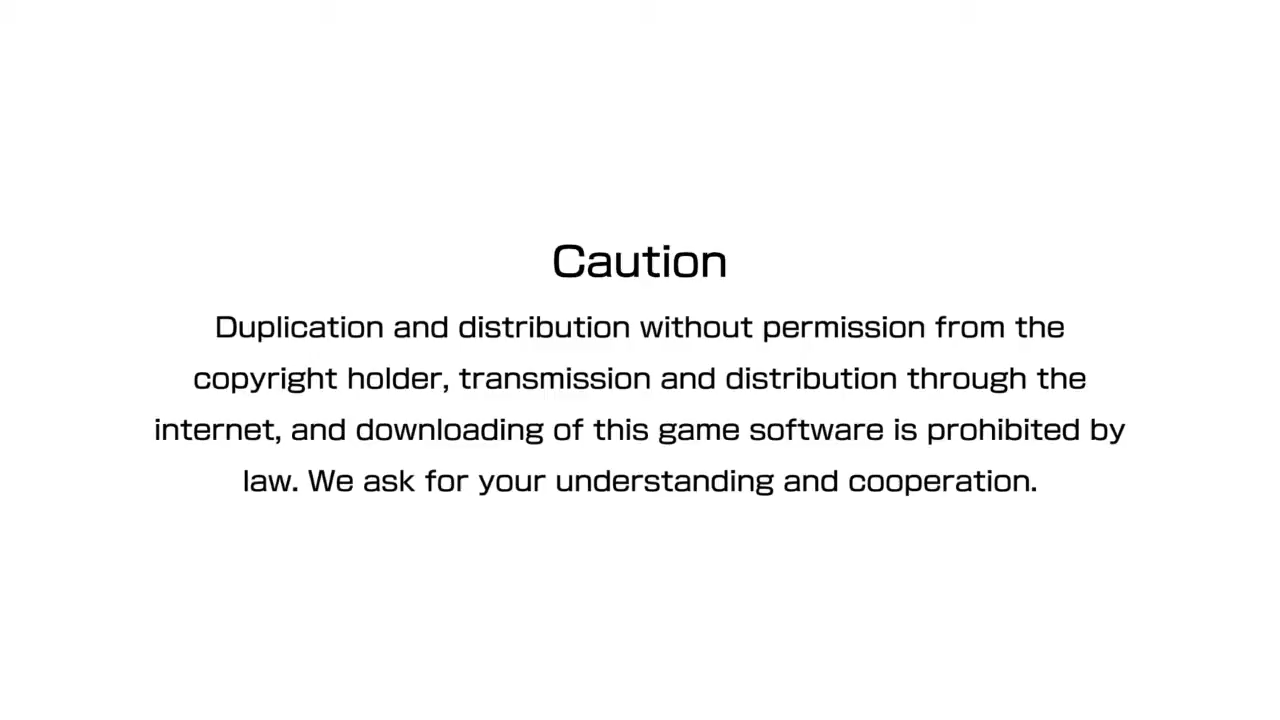 Caution
Duplication and distribution without permission from the
copyright holder, transmission and distribution through the
internet, and downloading of this game software is prohibited by
law. We ask for your understanding and cooperation.